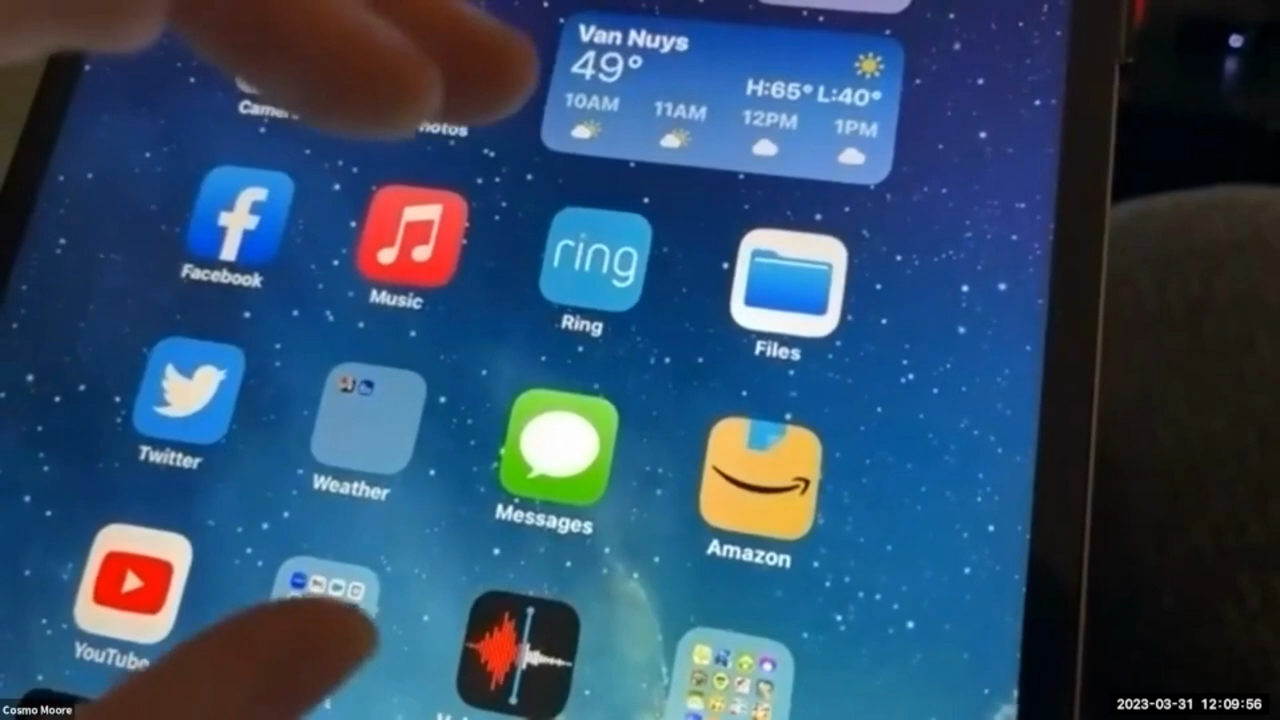 Van Nuys
49°
H:65° L:40°
10AM 11AM 12PM 1PM
Facebook
Music
ring
Ring
Files
Twitter
Weather
Messages
Amazon
YouTube
Cosmo Moore
2023-03-31 12:09:56